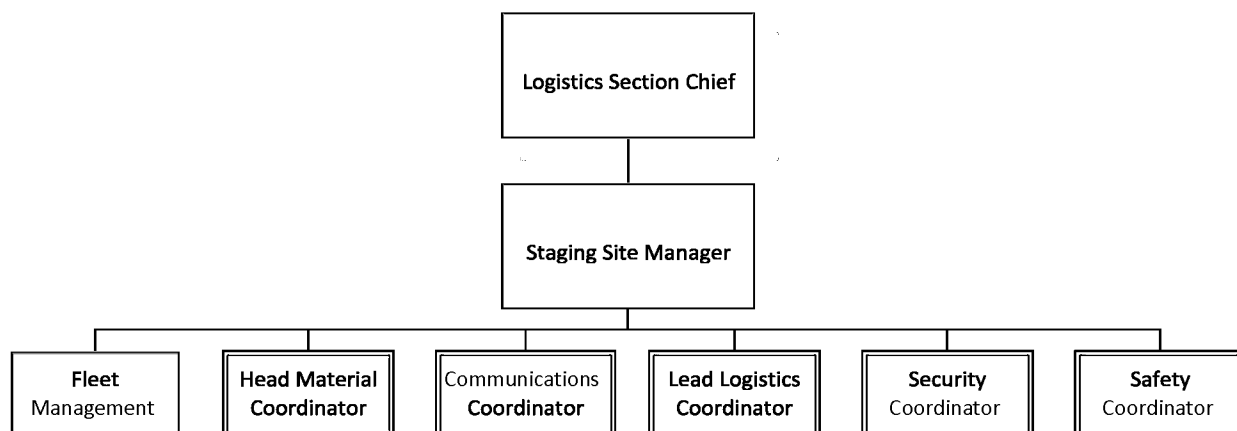 Logistics Section Chief
Staging Site Manager
Fleet
Management
Head Material
Coordinator
Communications
Coordinator
Lead Logistics
Coordinator
Security
Coordinator
Safety
Coordinator